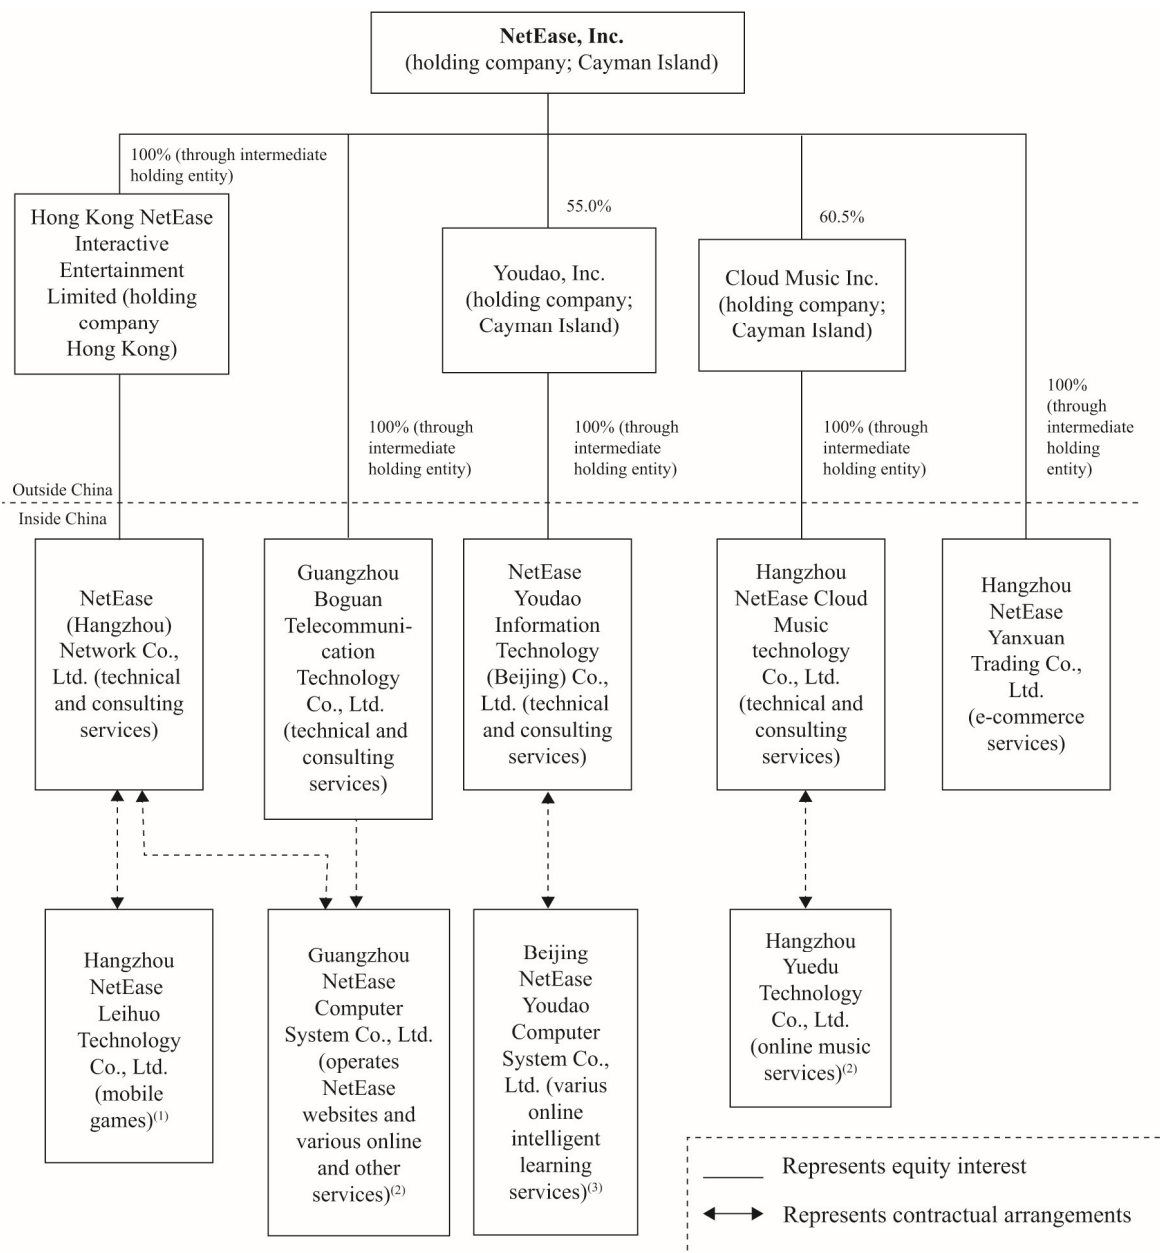 NetEase, Inc.
(holding company; Cayman Island)
100% (through intermediate
holding entity)
Hong Kong NetEase
Interactive
Entertainment
Limited (holding
company
Hong Kong)
55.0%
Youdao, Inc.
(holding company;
Cayman Island)
60.5%
Cloud Music Inc.
(holding company;
Cayman Island)
100% (through
intermediate
holding entity)
100% (through
intermediate
holding entity)
100% (through
intermediate
holding entity)
100%
(through
intermediate
holding
entity)
Outside China
Inside China
NetEase
(Hangzhou)
Network Co.,
Ltd. (technical
and consulting
services)
Guangzhou
Boguan
Telecommuni-
cation
Technology
Co., Ltd.
(technical and
consulting
services)
NetEase
Youdao
Information
Technology
(Beijing) Co.,
Ltd. (technical
and consulting
services)
Hangzhou
NetEase Cloud
Music
technology
Co., Ltd.
(technical and
consulting
services)
Hangzhou
NetEase
Yanxuan
Trading Co.,
Ltd.
(e-commerce
services)
Hangzhou
NetEase
Leihuo
Technology
Co., Ltd.
(mobile
games)(1)
Guangzhou
NetEase
Computer
System Co., Ltd.
(operates
NetEase
websites and
various online
and other
services)(2)
Beijing
NetEase
Youdao
Computer
System Co.,
Ltd. (varius
online
intelligent
learning
services)(3)
Hangzhou
Yuedu
Technology
Co., Ltd.
(online music
services)(2)
Represents equity interest
Represents contractual arrangements